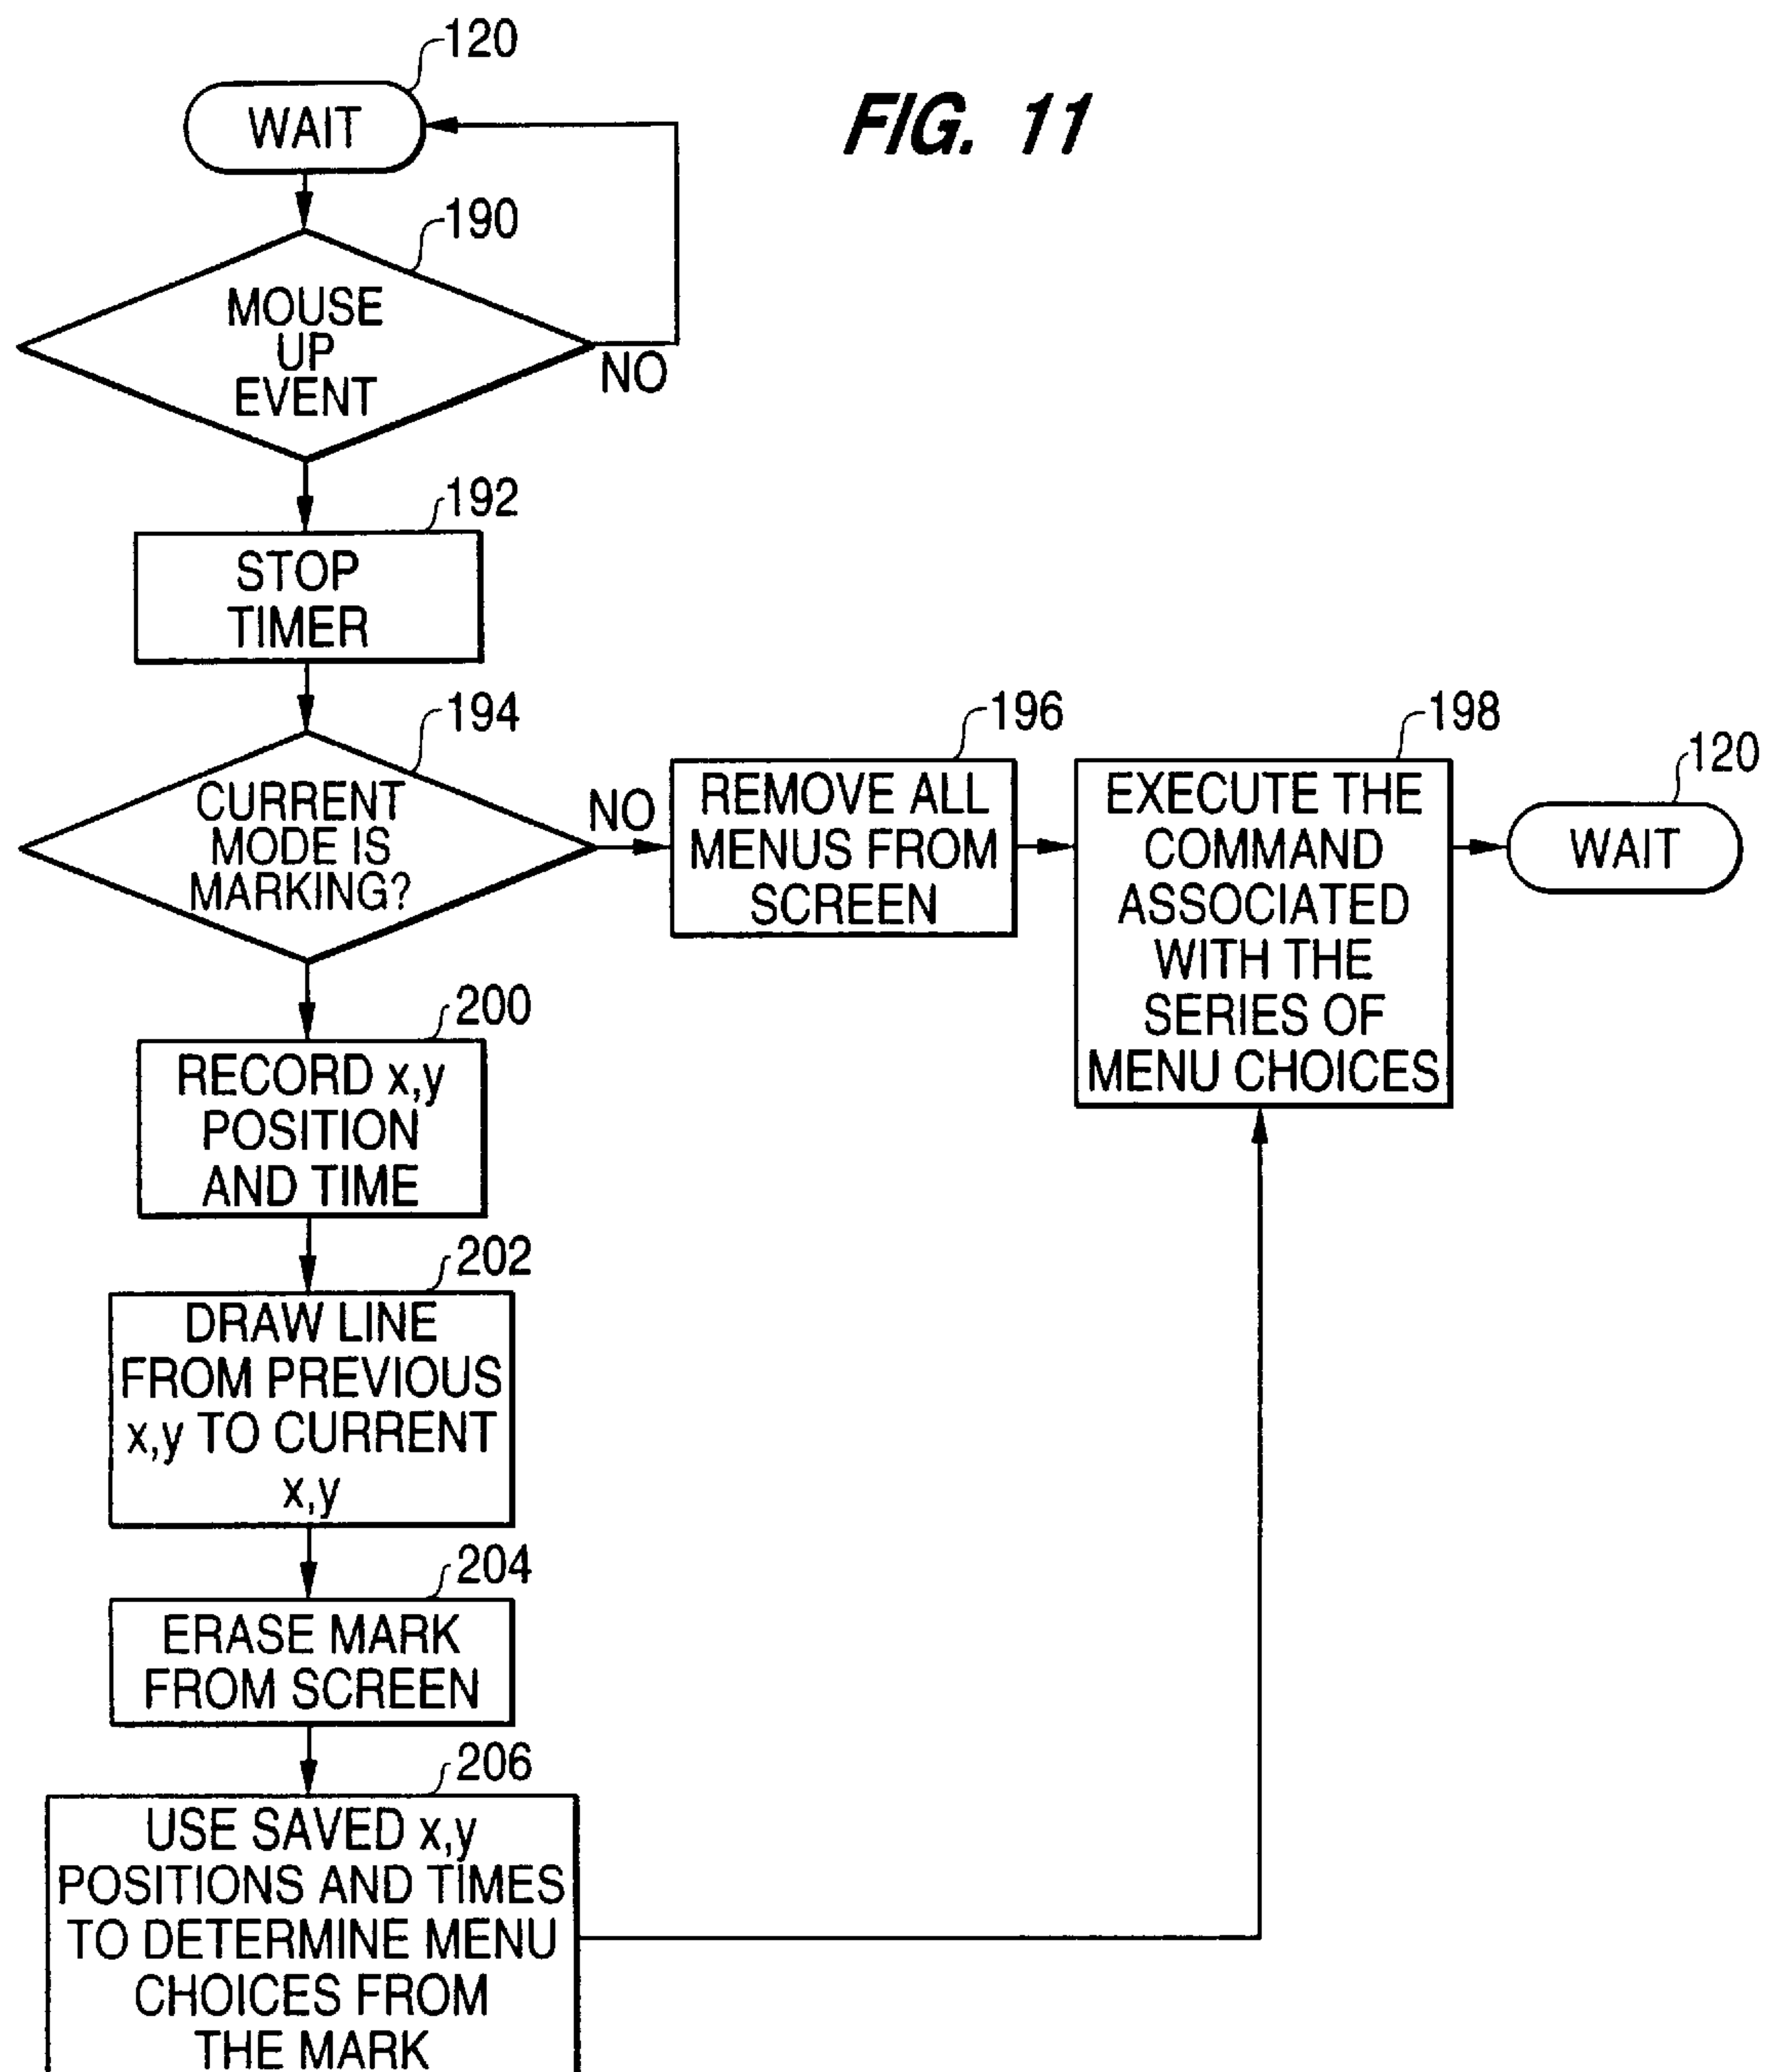 120
WAIT
FIG. 11
190
MOUSE
UP
EVENT
NO
192
STOP
TIMER
194
CURRENT
MODE IS
MARKING?
NO
196
REMOVE ALL
MENUS FROM
SCREEN
198
EXECUTE THE
COMMAND
ASSOCIATED
WITH THE
SERIES OF
MENU CHOICES
120
WAIT
200
RECORD x,y
POSITION
AND TIME
202
DRAW LINE
FROM PREVIOUS
x,y TO CURRENT
x,y
204
ERASE MARK
FROM SCREEN
206
USE SAVED x,y
POSITIONS AND TIMES
TO DETERMINE MENU
CHOICES FROM
THE MARK